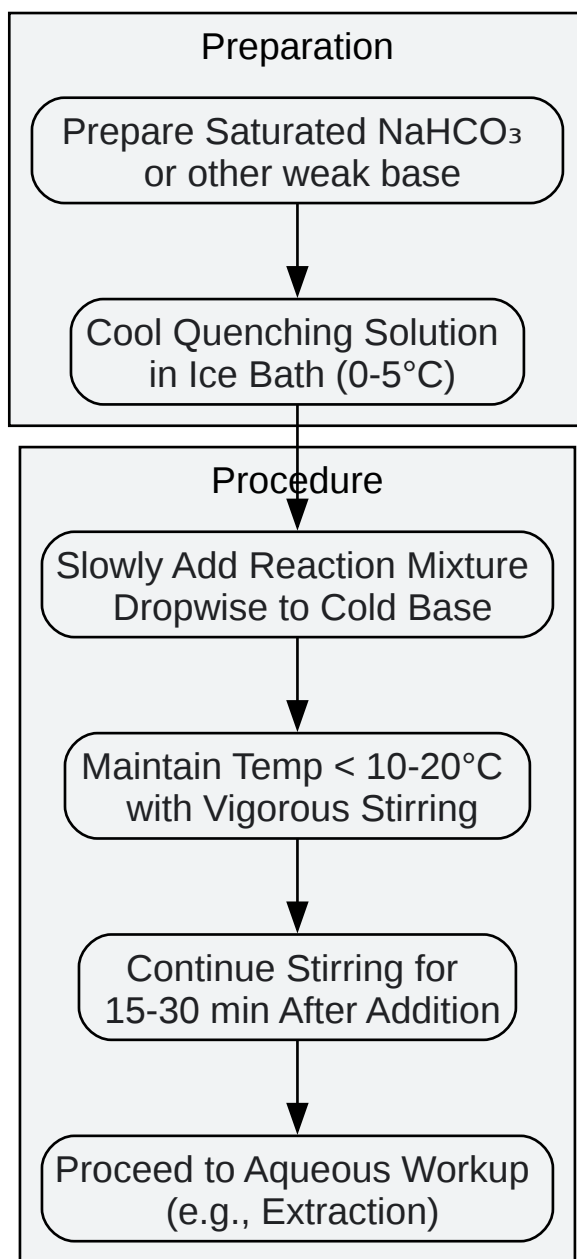 Preparation
Prepare Saturated NaHCO₃
or other weak base
Cool Quenching Solution
in Ice Bath (0-5°C)
Procedure
Slowly Add Reaction Mixture
Dropwise to Cold Base
Maintain Temp < 10-20°C
with Vigorous Stirring
Continue Stirring for
15-30 min After Addition
Proceed to Aqueous Workup
(e.g., Extraction)